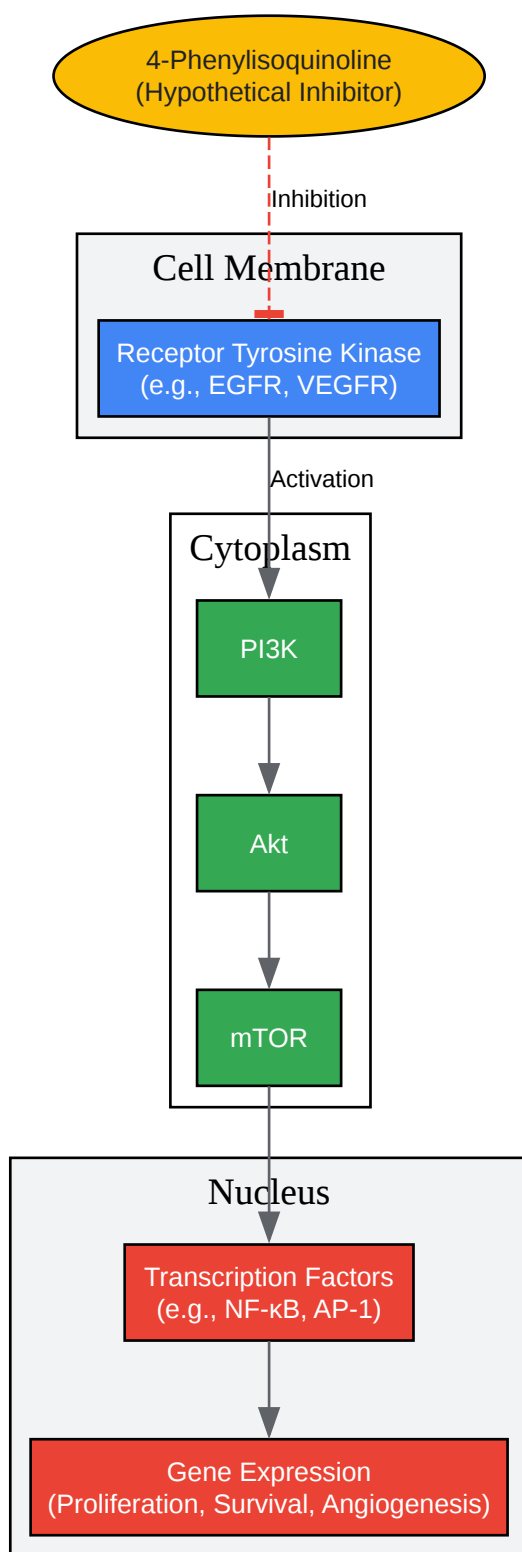 4-Phenylisoquinoline
(Hypothetical Inhibitor)
Inhibition
Cell Membrane
Receptor Tyrosine Kinase
(e.g., EGFR, VEGFR)
Activation
Cytoplasm
PI3K
Akt
mTOR
Nucleus
Transcription Factors
(e.g., NF-κB, AP-1)
Gene Expression
(Proliferation, Survival, Angiogenesis)